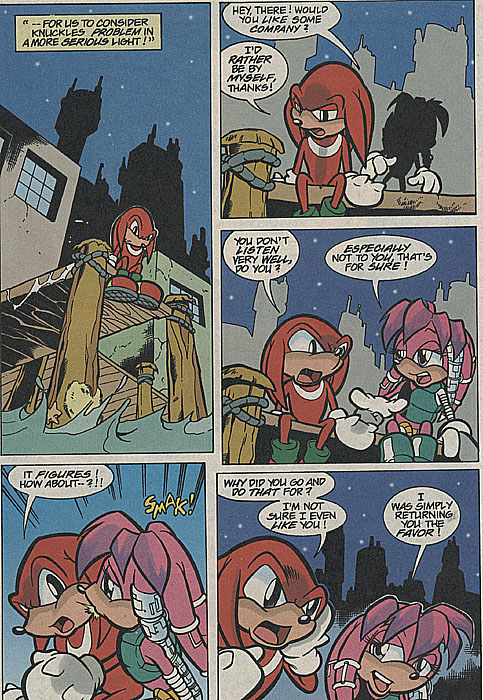 "--FOR US TO CONSIDER
KNUCKLES PROBLEM IN
A MORE SERIOUS LIGHT!"
HEY, THERE! WOULD
YOU LIKE SOME
COMPANY?
I'D
RATHER
BE BY
MYSELF,
THANKS!
YOU DON'T
LISTEN
VERY WELL,
DO YOU?
ESPECIALLY
NOT TO YOU, THAT'S
FOR SURE!
IT FIGURES!
HOW ABOUT--?!!
SMAK!
WHY DID YOU GO AND
DO THAT FOR?
I'M NOT
SURE I EVEN
LIKE YOU!
I
WAS SIMPLY
RETURNING
YOU THE
FAVOR!